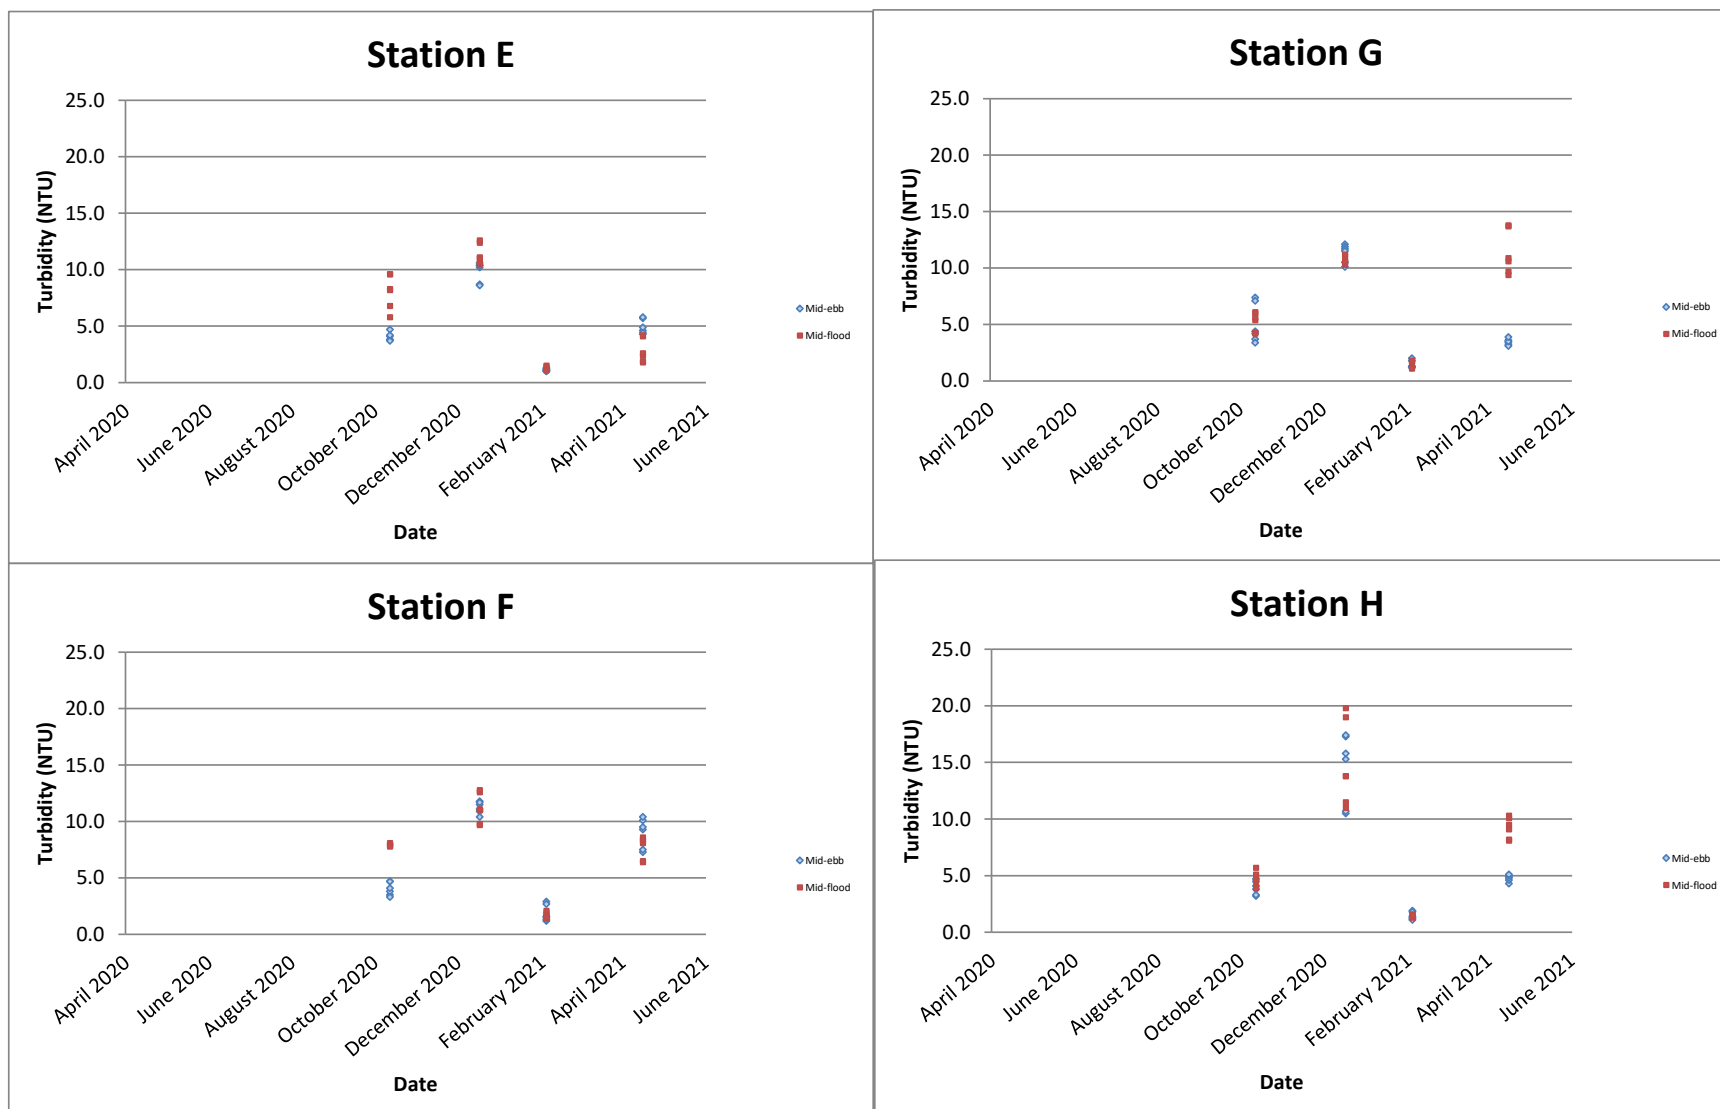 Station E
25.0
20.0
15.0
10.0
5.0
0.0
Turbidity (NTU)
April 2020
June 2020
August 2020
October 2020
December 2020
February 2021
April 2021
June 2021
Date
Mid-ebb
Mid-flood
Station G
25.0
20.0
15.0
10.0
5.0
0.0
Turbidity (NTU)
April 2020
June 2020
August 2020
October 2020
December 2020
February 2021
April 2021
June 2021
Date
Mid-ebb
Mid-flood
Station F
25.0
20.0
15.0
10.0
5.0
0.0
Turbidity (NTU)
April 2020
June 2020
August 2020
October 2020
December 2020
February 2021
April 2021
June 2021
Date
Mid-ebb
Mid-flood
Station H
25.0
20.0
15.0
10.0
5.0
0.0
Turbidity (NTU)
April 2020
June 2020
August 2020
October 2020
December 2020
February 2021
April 2021
June 2021
Date
Mid-ebb
Mid-flood